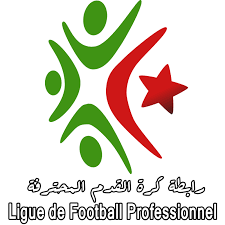 رابطة كرة القدم المحترفة
Ligue de Football Professionnel